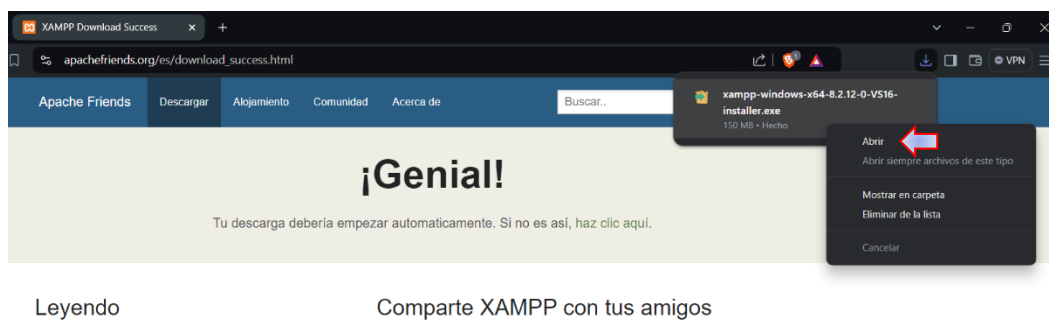 XAMPP Download Success
apachefriends.org/es/download_success.html
VPN
Apache Friends
Descargar
Alojamiento
Comunidad
Acerca de
Buscar..
xampp-windows-x64-8.2.12-0-VS16-
installer.exe
150 MB • Hecho
Abrir
Abrir siempre archivos de este tipo
Mostrar en carpeta
Eliminar de la lista
Cancelar
¡Genial!
Tu descarga debería empezar automaticamente. Si no es así, haz clic aquí.
Leyendo
Comparte XAMPP con tus amigos